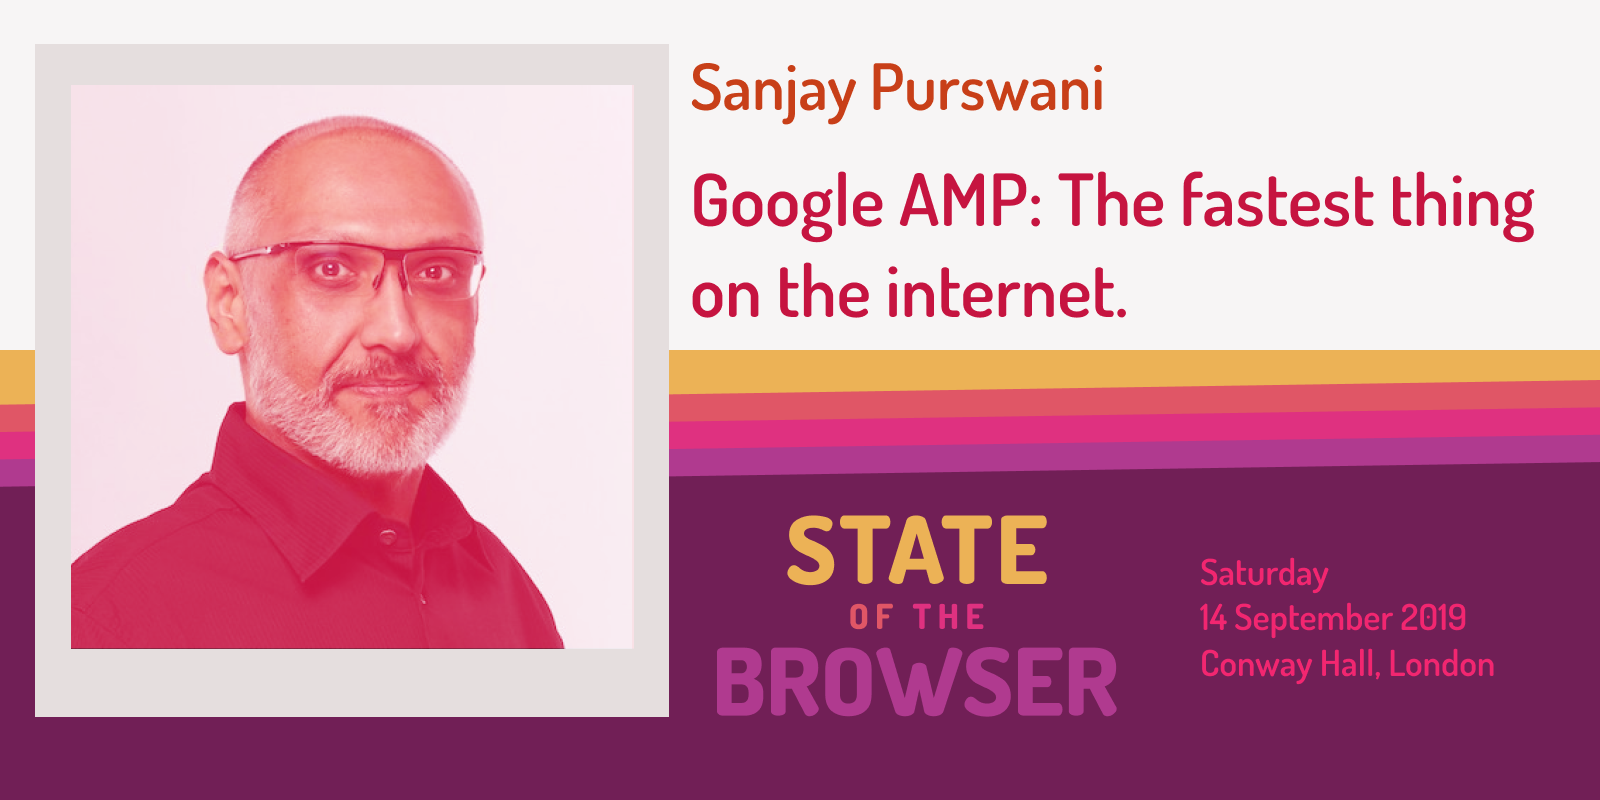 Sanjay Purswani
Google AMP: The fastest thing
on the internet.
STATE
OF THE
BROWSER
Saturday
14 September 2019
Conway Hall, London